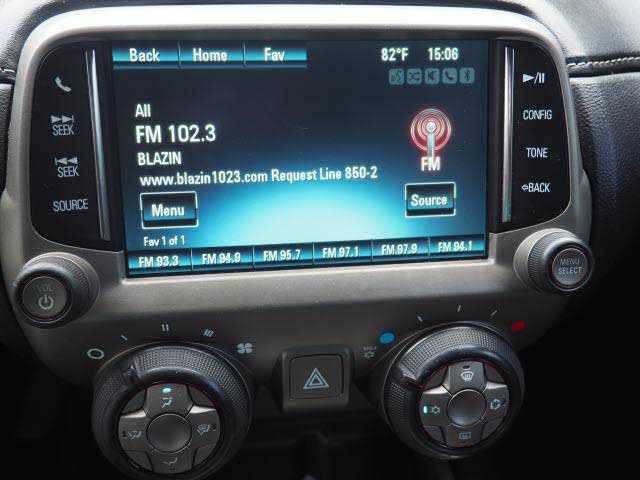 Back Home Fav 82°F 15:06
All
FM 102.3
BLAZIN
www.blazin1023.com Request Line 850-2
FM
Menu Source
Fav 1 of 1
FM 93.3 FM 94.9 FM 95.7 FM 97.1 FM 97.9 FM 94.1
SEEK
SEEK
SOURCE
CONFIG
TONE
BACK
VOL
MENU
SELECT